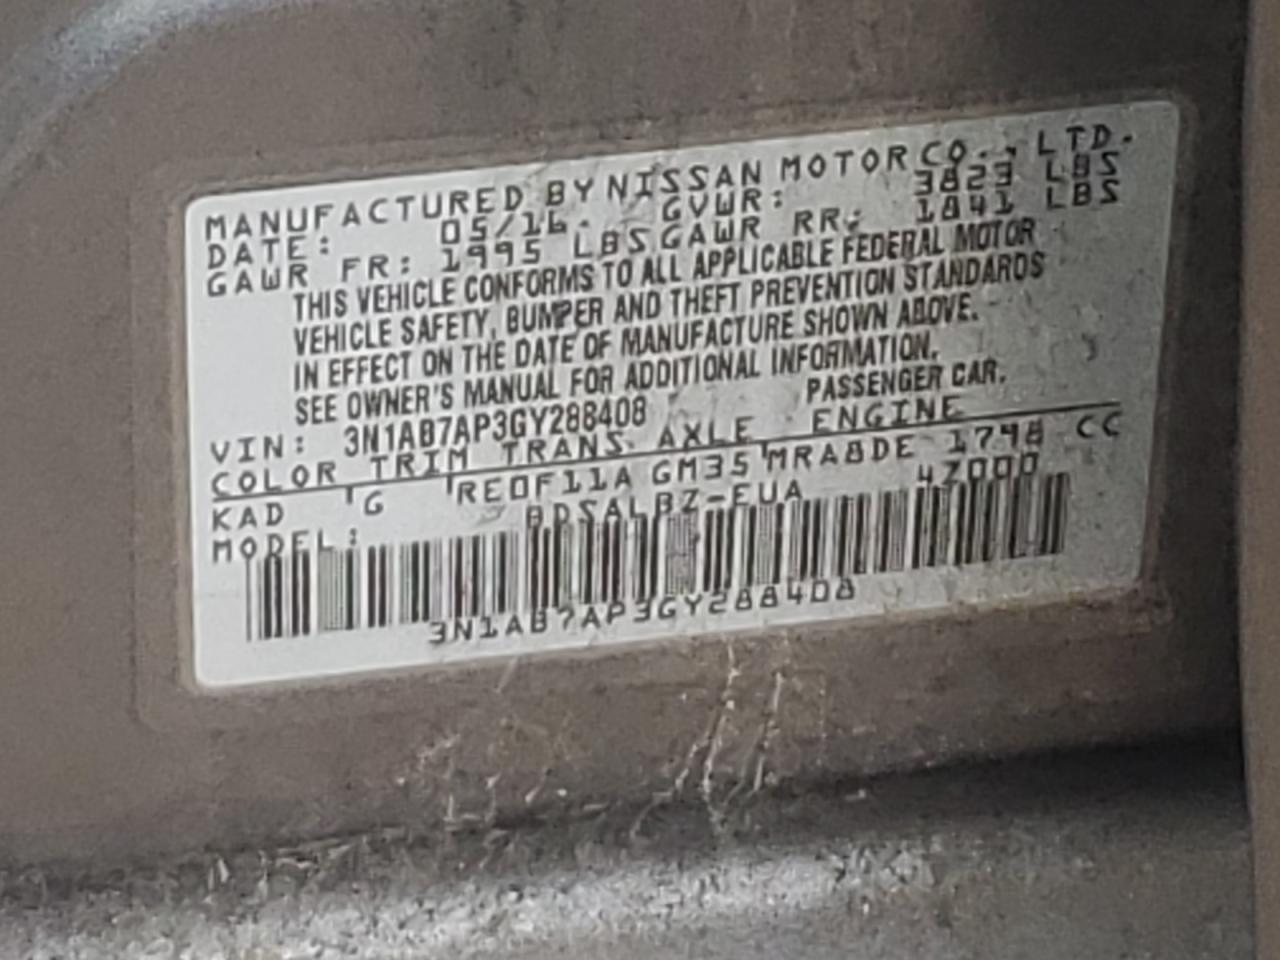 MANUFACTURED BY NISSAN MOTOR CO., LTD.
DATE: 05/16. GVWR: 3823 LBS
GAWR FR: 1995 LBS GAWR RR: 1841 LBS
THIS VEHICLE CONFORMS TO ALL APPLICABLE FEDERAL MOTOR
VEHICLE SAFETY, BUMPER AND THEFT PREVENTION STANDARDS
IN EFFECT ON THE DATE OF MANUFACTURE SHOWN ABOVE.
SEE OWNER'S MANUAL FOR ADDITIONAL INFORMATION.
VIN: 3N1AB7AP3GY288408 PASSENGER CAR.
COLOR TRIM TRANS. AXLE ENGINE
KAD G RE0F11A GM35 MRA8DE 1798 CC
MODEL: BDSALBZ-EUA 4Z000
3N1AB7AP3GY288408